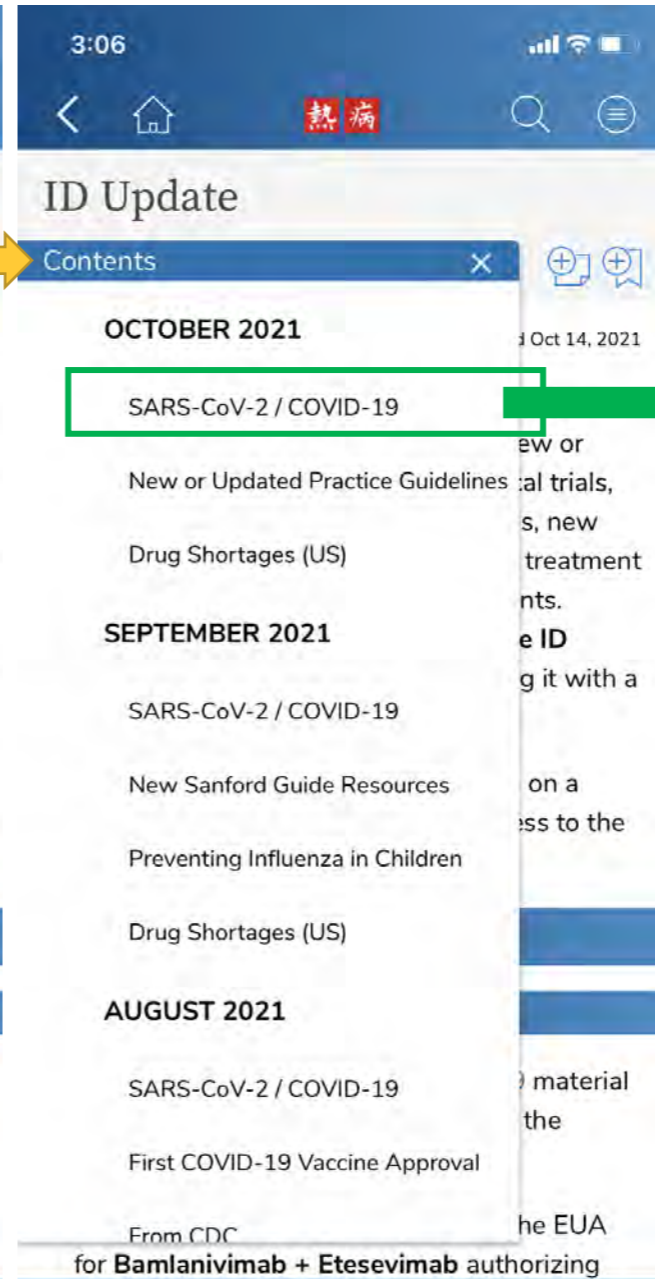 3:06
熱病
ID Update
Contents
OCTOBER 2021
d Oct 14, 2021
SARS-CoV-2 / COVID-19
ew or
New or Updated Practice Guidelines
cal trials,
s, new
Drug Shortages (US)
treatment
nts.
SEPTEMBER 2021
e ID
g it with a
SARS-CoV-2 / COVID-19
New Sanford Guide Resources
on a
ess to the
Preventing Influenza in Children
Drug Shortages (US)
AUGUST 2021
SARS-CoV-2 / COVID-19
9 material
the
First COVID-19 Vaccine Approval
From CDC
he EUA
for Bamlanivimab + Etesevimab authorizing